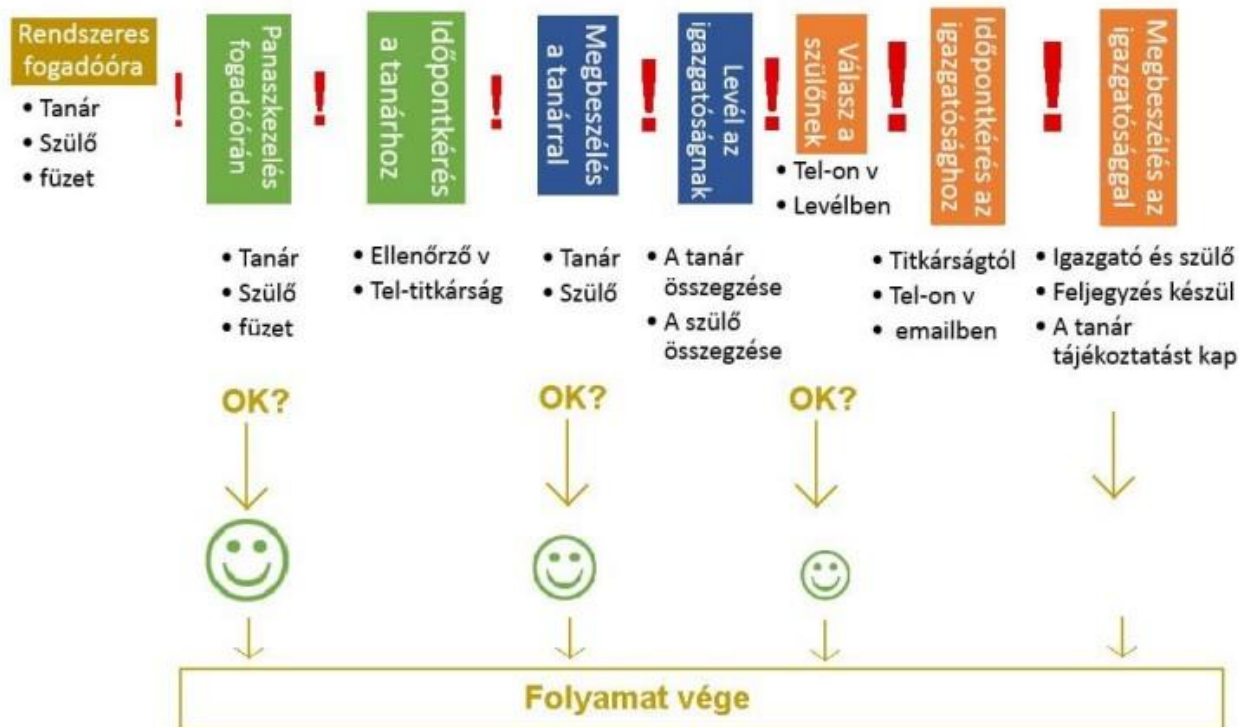 Rendszeres
fogadóóra
• Tanár
• Szülő
• füzet
!
Panaszkezelés
fogadóórán
• Tanár
• Szülő
• füzet
!
Időpontkérés
a tanárhoz
• Ellenőrző v
• Tel-titkárság
!
Megbeszélés
a tanárral
• Tanár
• Szülő
!
Levél az
igazgatóságnak
• A tanár
összegzése
• A szülő
összegzése
!
Válasz a
szülőnek
• Tel-on v
• Levélben
!
Időpontkérés az
igazgatósághoz
• Titkárságtól
• Tel-on v
• emailben
!
Megbeszélés az
igazgatósággal
• Igazgató és szülő
• Feljegyzés készül
• A tanár
tájékoztatást kap
OK?
OK?
OK?
Folyamat vége